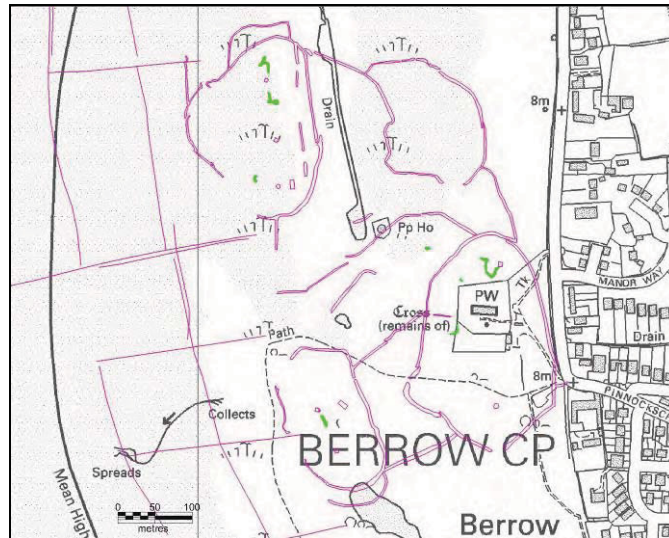 Drain
8m
Pp Ho
MANOR WAY
PW
Tk
Cross
(remains of)
Drain
Path
8m
Collects
BERROW CP
Spreads
Mean High
0 50 100
metres
Berrow